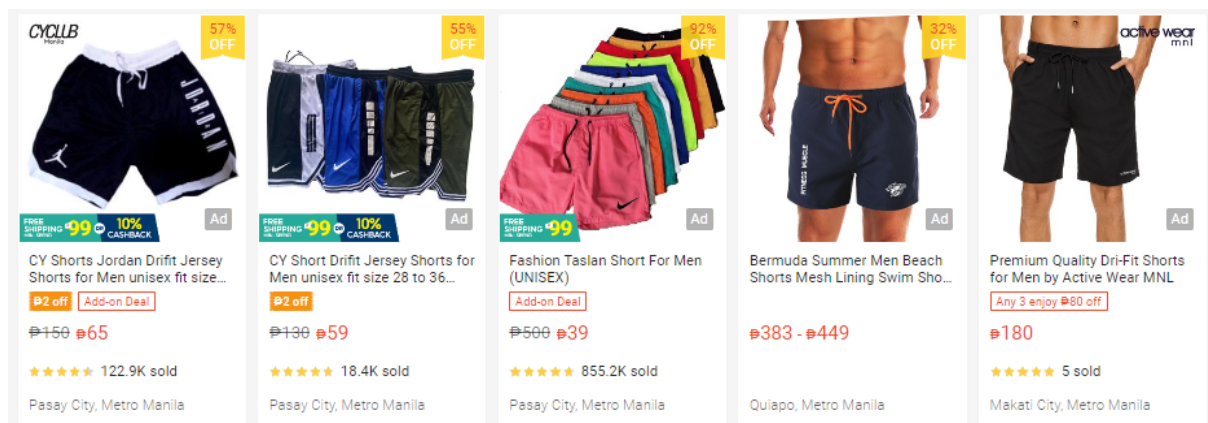 CYCLUB
Manila
57%
OFF
JORDAN
FREE
SHIPPING
₱99 OR 10%
CASHBACK
Ad
CY Shorts Jordan Drifit Jersey
Shorts for Men unisex fit size...
₱2 off Add-on Deal
₱150 ₱65
122.9K sold
Pasay City, Metro Manila
55%
OFF
FREE
SHIPPING
₱99 OR 10%
CASHBACK
Ad
CY Short Drifit Jersey Shorts for
Men unisex fit size 28 to 36...
₱2 off
₱130 ₱59
18.4K sold
Pasay City, Metro Manila
92%
OFF
FREE
SHIPPING
₱99
Ad
Fashion Taslan Short For Men
(UNISEX)
Add-on Deal
₱500 ₱39
855.2K sold
Pasay City, Metro Manila
32%
OFF
FITNESS MUSCLE
Ad
Bermuda Summer Men Beach
Shorts Mesh Lining Swim Sho...
₱383 - ₱449
Quiapo, Metro Manila
active wear
mnl
Ad
Premium Quality Dri-Fit Shorts
for Men by Active Wear MNL
Any 3 enjoy ₱80 off
₱180
5 sold
Makati City, Metro Manila